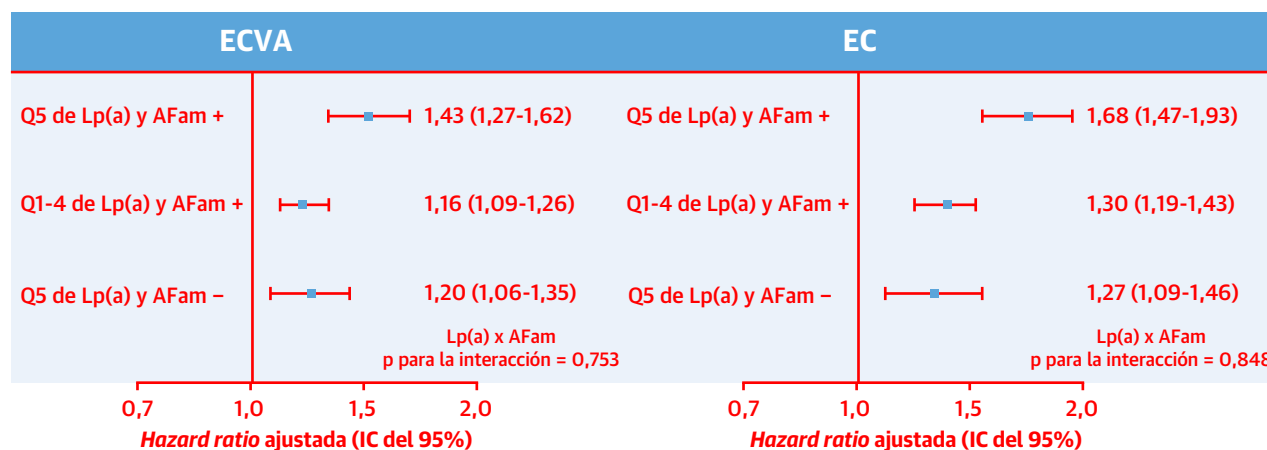 ECVA
Q5 de Lp(a) y AFam +
1,43 (1,27-1,62)
Q1-4 de Lp(a) y AFam +
1,16 (1,09-1,26)
Q5 de Lp(a) y AFam –
1,20 (1,06-1,35)
Lp(a) x AFam
p para la interacción = 0,753
0,7 1,0 1,5 2,0
Hazard ratio ajustada (IC del 95%)
EC
Q5 de Lp(a) y AFam +
1,68 (1,47-1,93)
Q1-4 de Lp(a) y AFam +
1,30 (1,19-1,43)
Q5 de Lp(a) y AFam –
1,27 (1,09-1,46)
Lp(a) x AFam
p para la interacción = 0,848
0,7 1,0 1,5 2,0
Hazard ratio ajustada (IC del 95%)